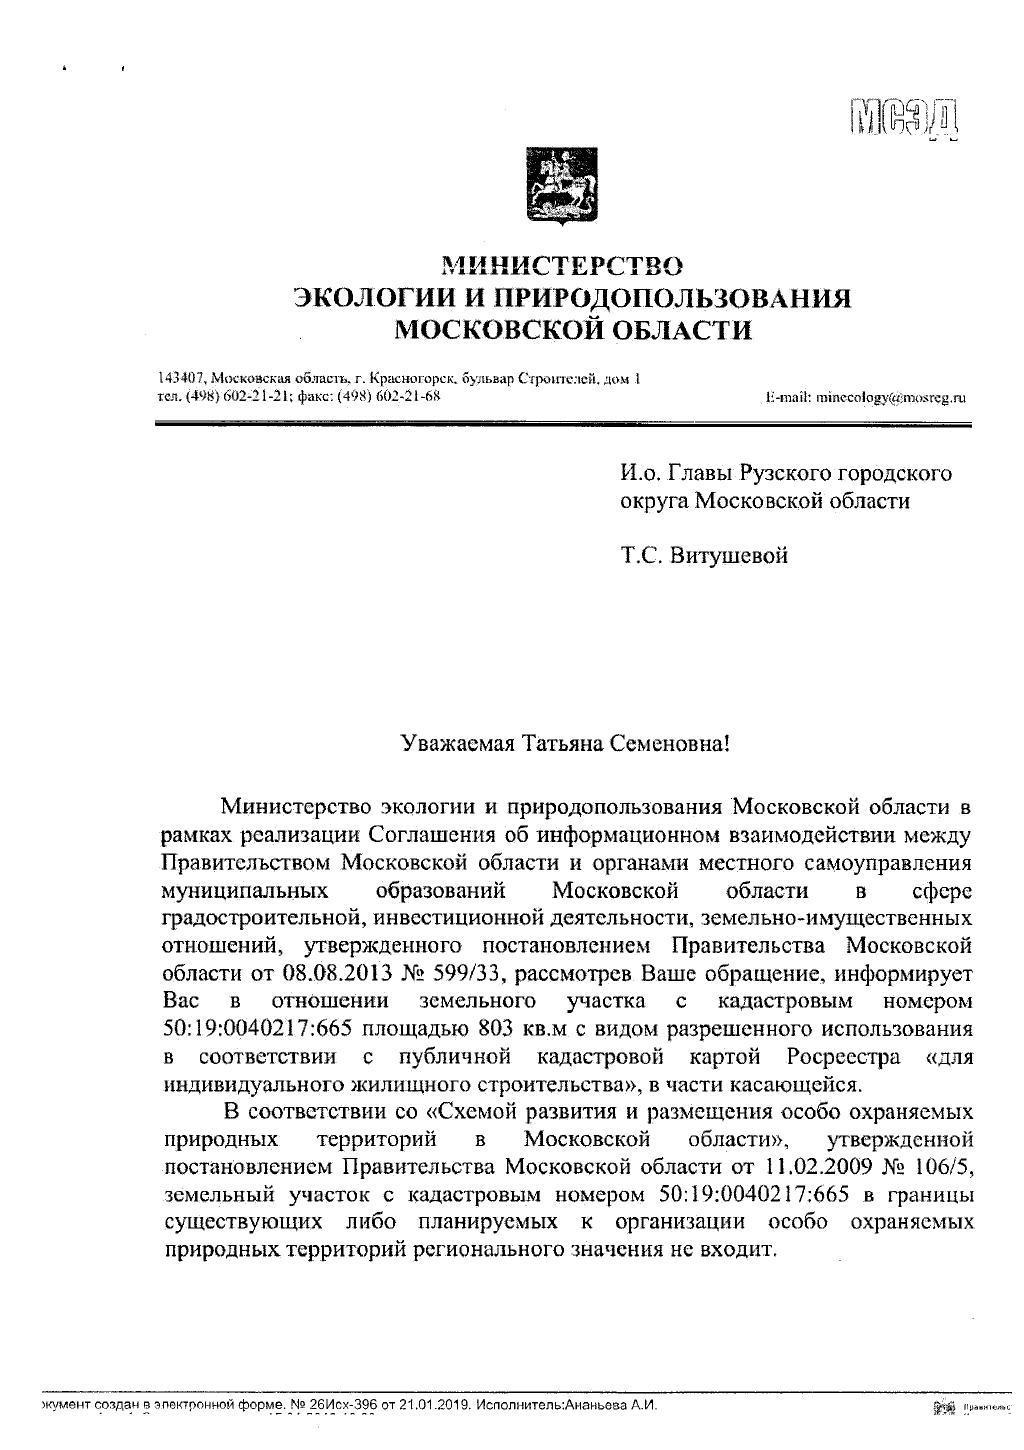 МСЭД
МИНИСТЕРСТВО
ЭКОЛОГИИ И ПРИРОДОПОЛЬЗОВАНИЯ
МОСКОВСКОЙ ОБЛАСТИ
143407, Московская область, г. Красногорск, бульвар Строителей, дом 1
тел. (498) 602-21-21; факс: (498) 602-21-68
E-mail: minecology@mosreg.ru
И.о. Главы Рузского городского
округа Московской области
Т.С. Витушевой
Уважаемая Татьяна Семеновна!
Министерство экологии и природопользования Московской области в
рамках реализации Соглашения об информационном взаимодействии между
Правительством Московской области и органами местного самоуправления
муниципальных образований Московской области в сфере
градостроительной, инвестиционной деятельности, земельно-имущественных
отношений, утвержденного постановлением Правительства Московской
области от 08.08.2013 № 599/33, рассмотрев Ваше обращение, информирует
Вас в отношении земельного участка с кадастровым номером
50:19:0040217:665 площадью 803 кв.м с видом разрешенного использования
в соответствии с публичной кадастровой картой Росреестра «для
индивидуального жилищного строительства», в части касающейся.
В соответствии со «Схемой развития и размещения особо охраняемых
природных территорий в Московской области», утвержденной
постановлением Правительства Московской области от 11.02.2009 № 106/5,
земельный участок с кадастровым номером 50:19:0040217:665 в границы
существующих либо планируемых к организации особо охраняемых
природных территорий регионального значения не входит.
окумент создан в электронной форме. № 26Исх-396 от 21.01.2019. Исполнитель:Ананьева А.И.
Правительс